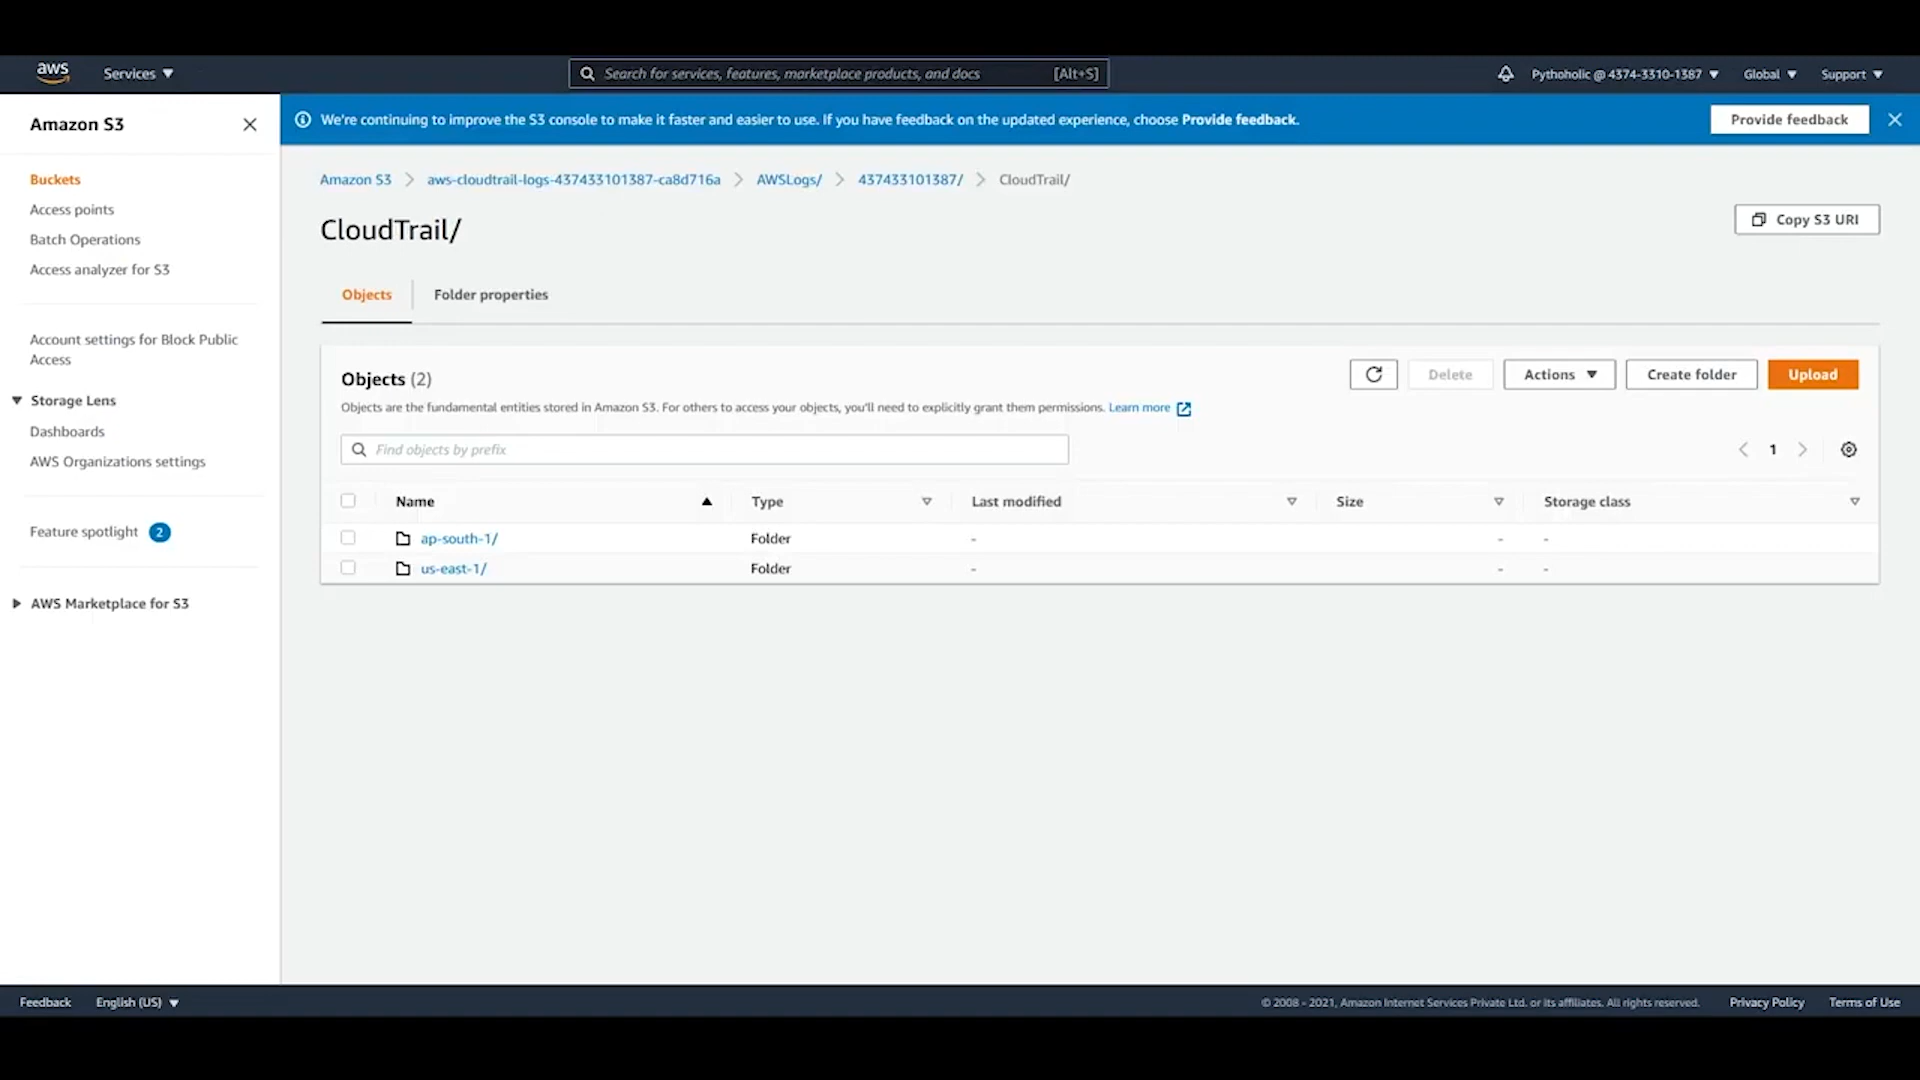 aws Services Search for services, features, marketplace products, and docs [Alt+S] Pythoholic @ 4374-3310-1387 Global Support
Amazon S3
Buckets
Access points
Batch Operations
Access analyzer for S3
Account settings for Block Public
Access
Storage Lens
Dashboards
AWS Organizations settings
Feature spotlight 2
AWS Marketplace for S3
We're continuing to improve the S3 console to make it faster and easier to use. If you have feedback on the updated experience, choose Provide feedback. Provide feedback
Amazon S3 aws-cloudtrail-logs-437433101387-ca8d716a AWSLogs/ 437433101387/ CloudTrail/
CloudTrail/ Copy S3 URI
Objects Folder properties
Objects (2) Delete Actions Create folder Upload
Objects are the fundamental entities stored in Amazon S3. For others to access your objects, you'll need to explicitly grant them permissions. Learn more
Find objects by prefix 1
Name Type Last modified Size Storage class
ap-south-1/ Folder - - -
us-east-1/ Folder - - -
Feedback English (US) © 2008 - 2021, Amazon Internet Services Private Ltd. or its affiliates. All rights reserved. Privacy Policy Terms of Use